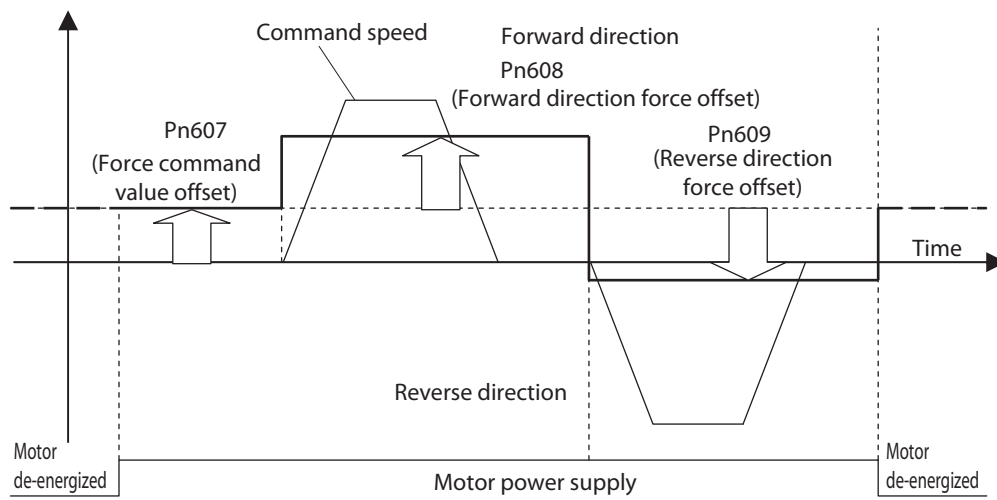 Command speed
Forward direction
Pn608
(Forward direction force offset)
Pn607
(Force command
value offset)
Pn609
(Reverse direction
force offset)
Time
Reverse direction
Motor
de-energized
Motor power supply
Motor
de-energized